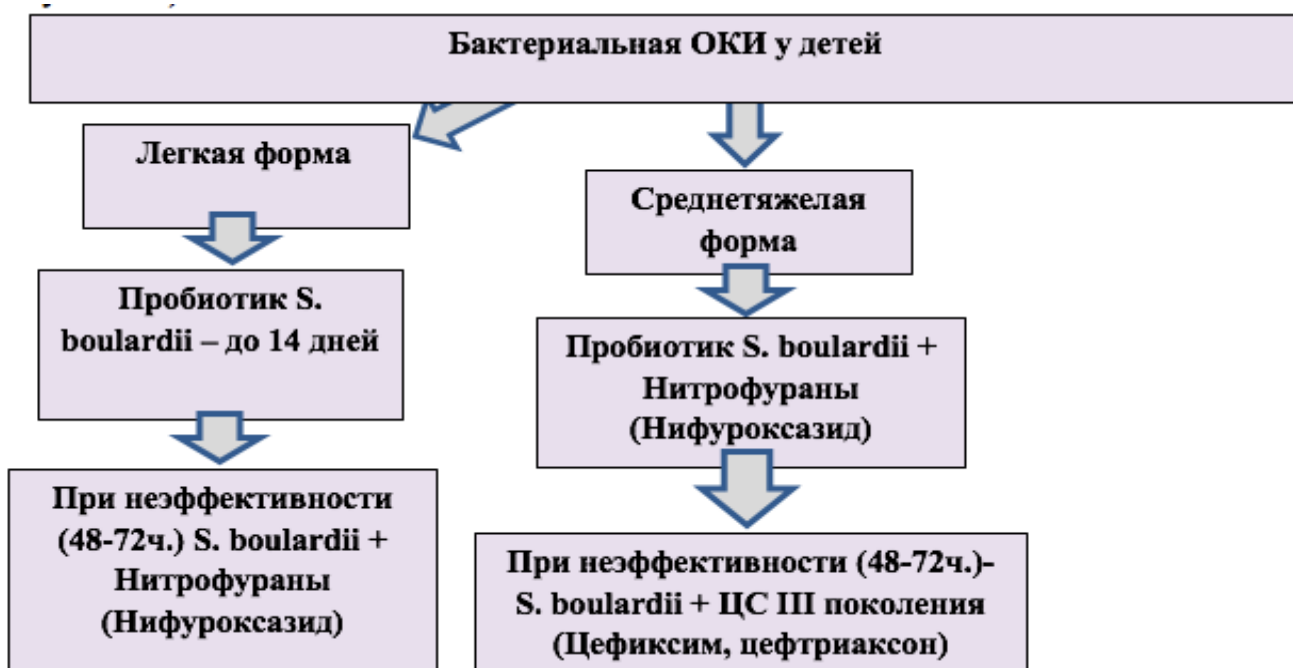 Бактериальная ОКИ у детей
Легкая форма
Среднетяжелая
форма
Пробиотик S.
boulardii – до 14 дней
Пробиотик S. boulardii +
Нитрофураны
(Нифуроксазид)
При неэффективности
(48-72ч.) S. boulardii +
Нитрофураны
(Нифуроксазид)
При неэффективности (48-72ч.)-
S. boulardii + ЦС III поколения
(Цефиксим, цефтриаксон)